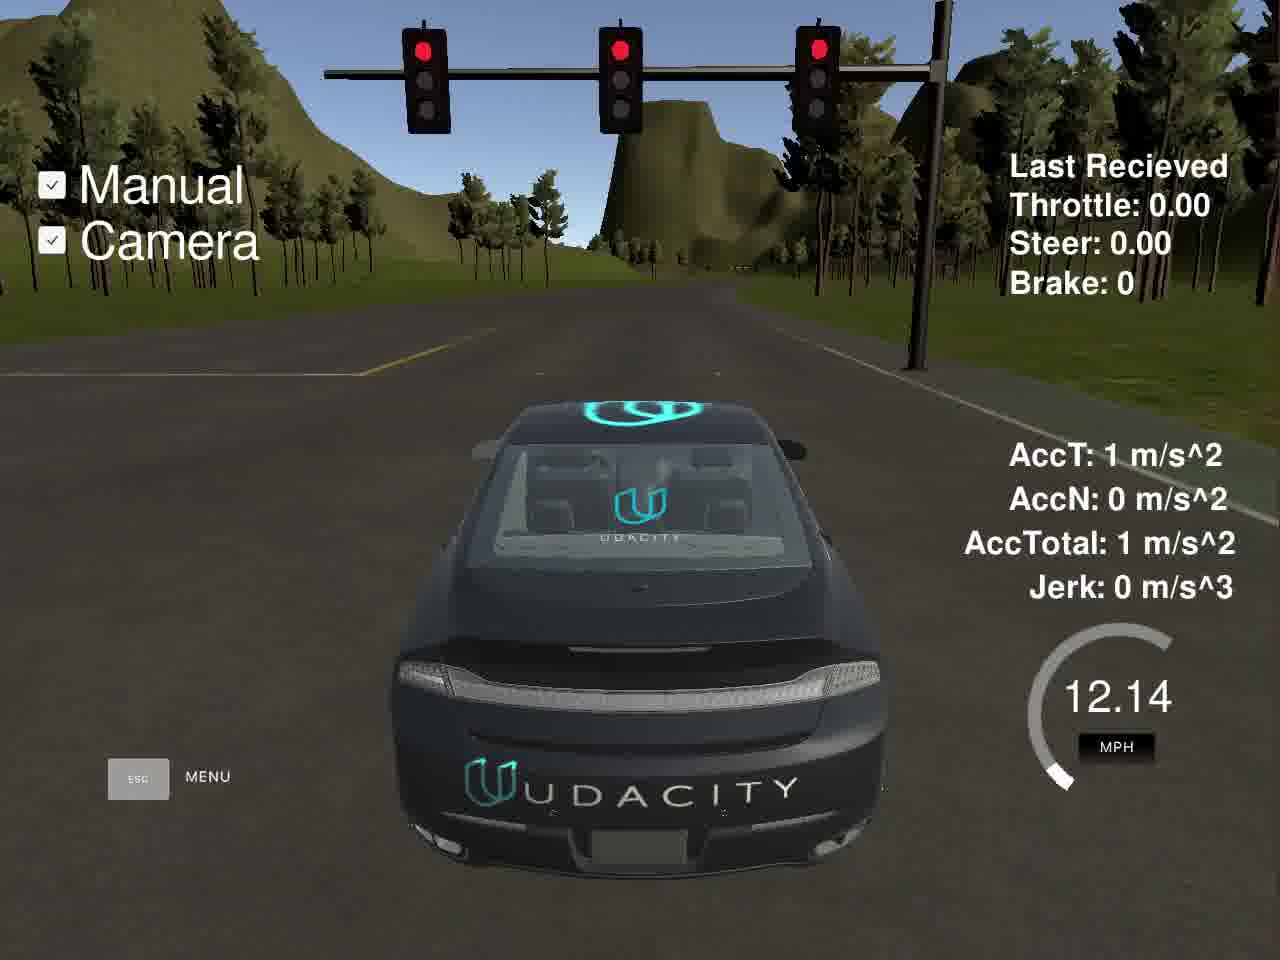 Manual
Camera
Last Recieved
Throttle: 0.00
Steer: 0.00
Brake: 0
AccT: 1 m/s^2
AccN: 0 m/s^2
AccTotal: 1 m/s^2
Jerk: 0 m/s^3
12.14
MPH
ESC MENU
UDACITY
UDACITY